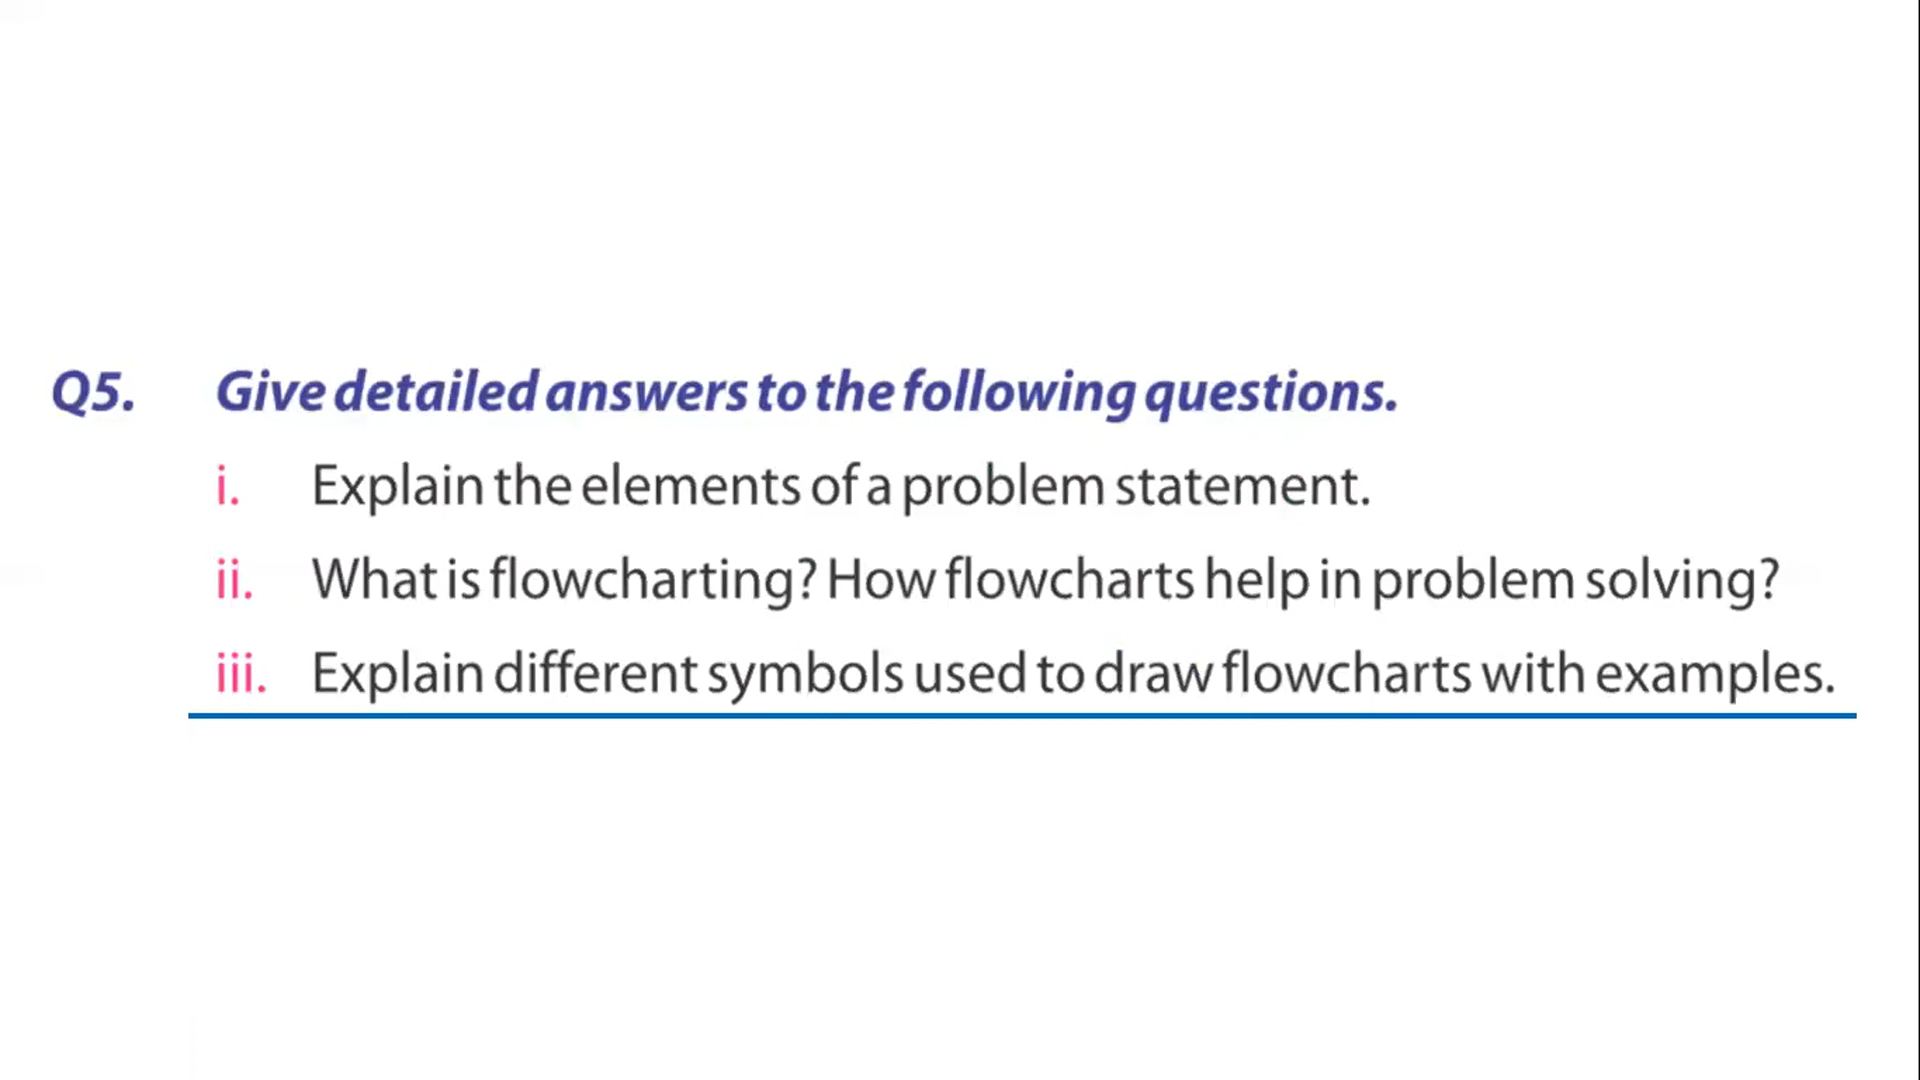 Q5. Give detailed answers to the following questions.
i. Explain the elements of a problem statement.
ii. What is flowcharting? How flowcharts help in problem solving?
iii. Explain different symbols used to draw flowcharts with examples.